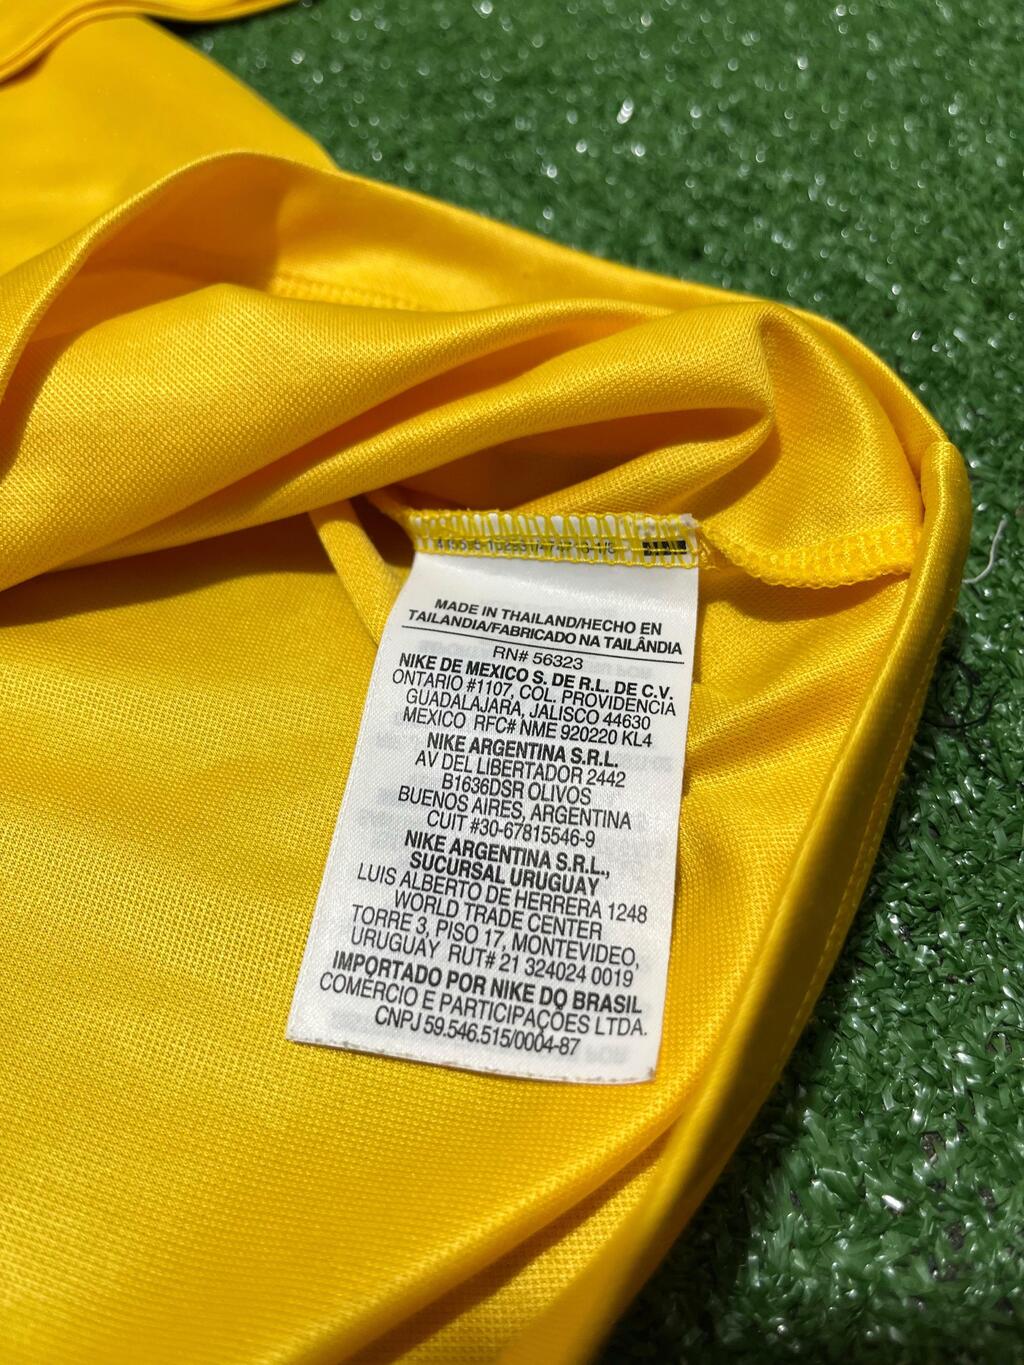 MADE IN THAILAND/HECHO EN
TAILANDIA/FABRICADO NA TAILÂNDIA
RN# 56323
NIKE DE MEXICO S. DE R.L. DE C.V.
ONTARIO #1107, COL. PROVIDENCIA
GUADALAJARA, JALISCO 44630
MEXICO RFC# NME 920220 KL4
NIKE ARGENTINA S.R.L.
AV DEL LIBERTADOR 2442
B1636DSR OLIVOS
BUENOS AIRES, ARGENTINA
CUIT #30-67815546-9
NIKE ARGENTINA S.R.L.,
SUCURSAL URUGUAY
LUIS ALBERTO DE HERRERA 1248
WORLD TRADE CENTER
TORRE 3, PISO 17, MONTEVIDEO,
URUGUAY RUT# 21 324024 0019
IMPORTADO POR NIKE DO BRASIL
COMÉRCIO E PARTICIPAÇÕES LTDA.
CNPJ 59.546.515/0004-87